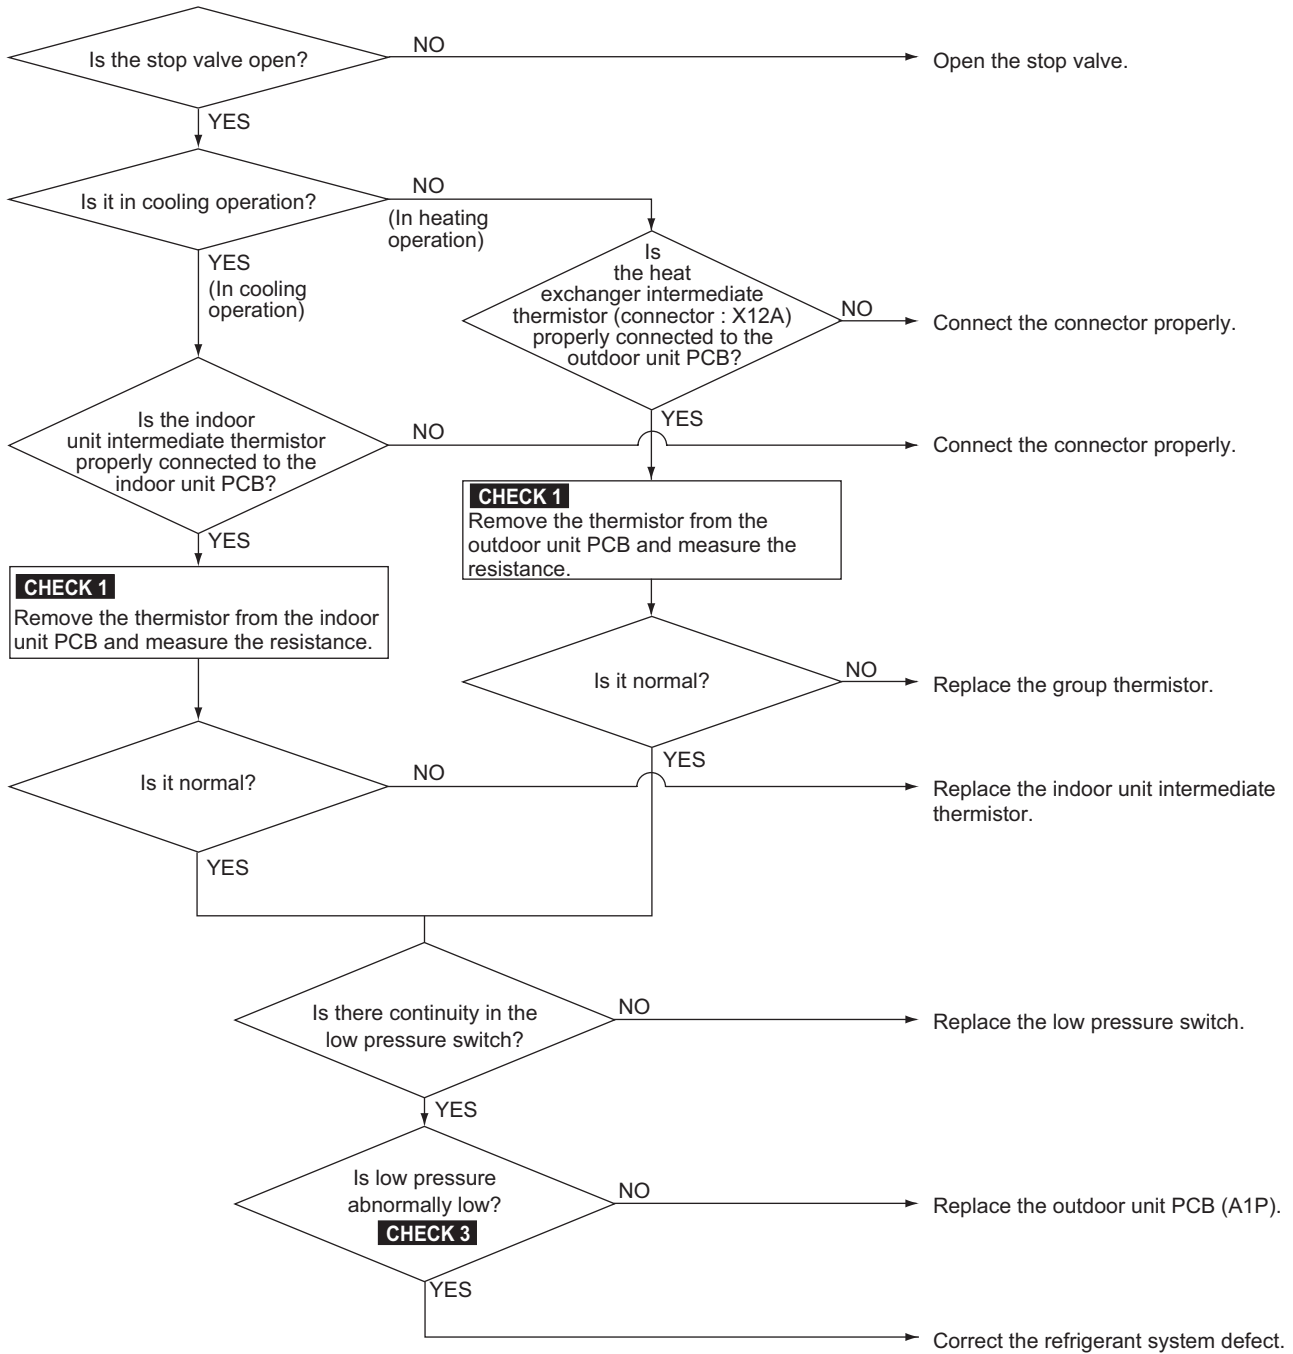 Is the stop valve open?
NO
Open the stop valve.
YES
Is it in cooling operation?
NO
(In heating
operation)
YES
(In cooling
operation)
Is
the heat
exchanger intermediate
thermistor (connector : X12A)
properly connected to the
outdoor unit PCB?
NO
Connect the connector properly.
YES
Is the indoor
unit intermediate thermistor
properly connected to the
indoor unit PCB?
NO
Connect the connector properly.
YES
CHECK 1
Remove the thermistor from the
outdoor unit PCB and measure the
resistance.
CHECK 1
Remove the thermistor from the indoor
unit PCB and measure the resistance.
Is it normal?
NO
Replace the group thermistor.
YES
Is it normal?
NO
Replace the indoor unit intermediate
thermistor.
YES
Is there continuity in the
low pressure switch?
NO
Replace the low pressure switch.
YES
Is low pressure
abnormally low?
CHECK 3
NO
Replace the outdoor unit PCB (A1P).
YES
Correct the refrigerant system defect.